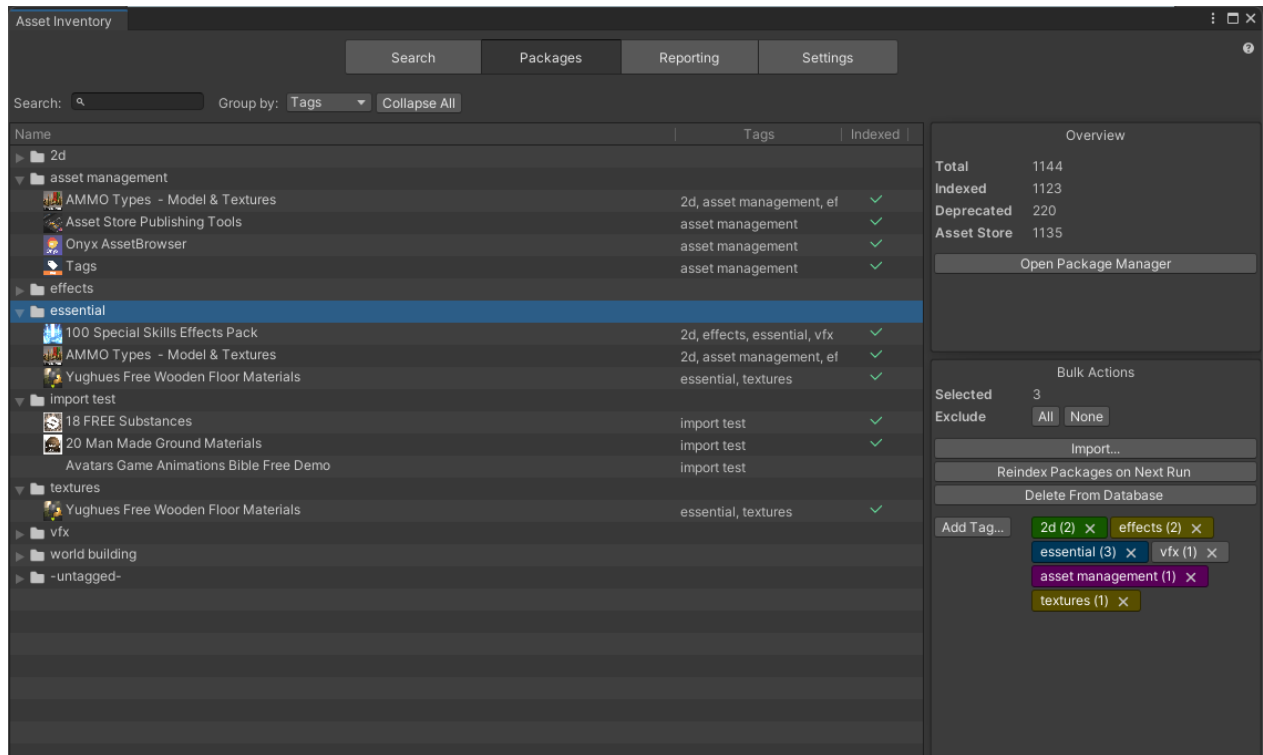 Asset Inventory
Search Packages Reporting Settings
Search: Group by: Tags Collapse All
Name Tags Indexed
2d
asset management
AMMO Types - Model & Textures 2d, asset management, ef
Asset Store Publishing Tools asset management
Onyx AssetBrowser asset management
Tags asset management
effects
essential
100 Special Skills Effects Pack 2d, effects, essential, vfx
AMMO Types - Model & Textures 2d, asset management, ef
Yughues Free Wooden Floor Materials essential, textures
import test
18 FREE Substances import test
20 Man Made Ground Materials import test
Avatars Game Animations Bible Free Demo import test
textures
Yughues Free Wooden Floor Materials essential, textures
vfx
world building
-untagged-
Overview
Total 1144
Indexed 1123
Deprecated 220
Asset Store 1135
Open Package Manager
Bulk Actions
Selected 3
Exclude All None
Import...
Reindex Packages on Next Run
Delete From Database
Add Tag... 2d (2) × effects (2) ×
essential (3) × vfx (1) ×
asset management (1) ×
textures (1) ×